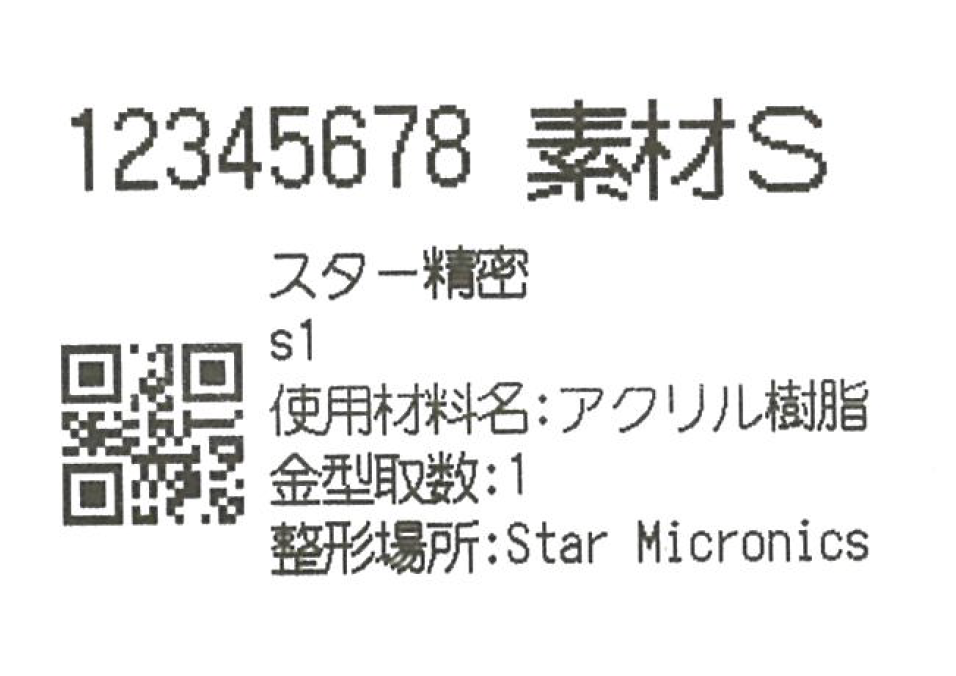 12345678 素材S
スター精密
s1
使用材料名:アクリル樹脂
金型取数:1
整形場所:Star Micronics